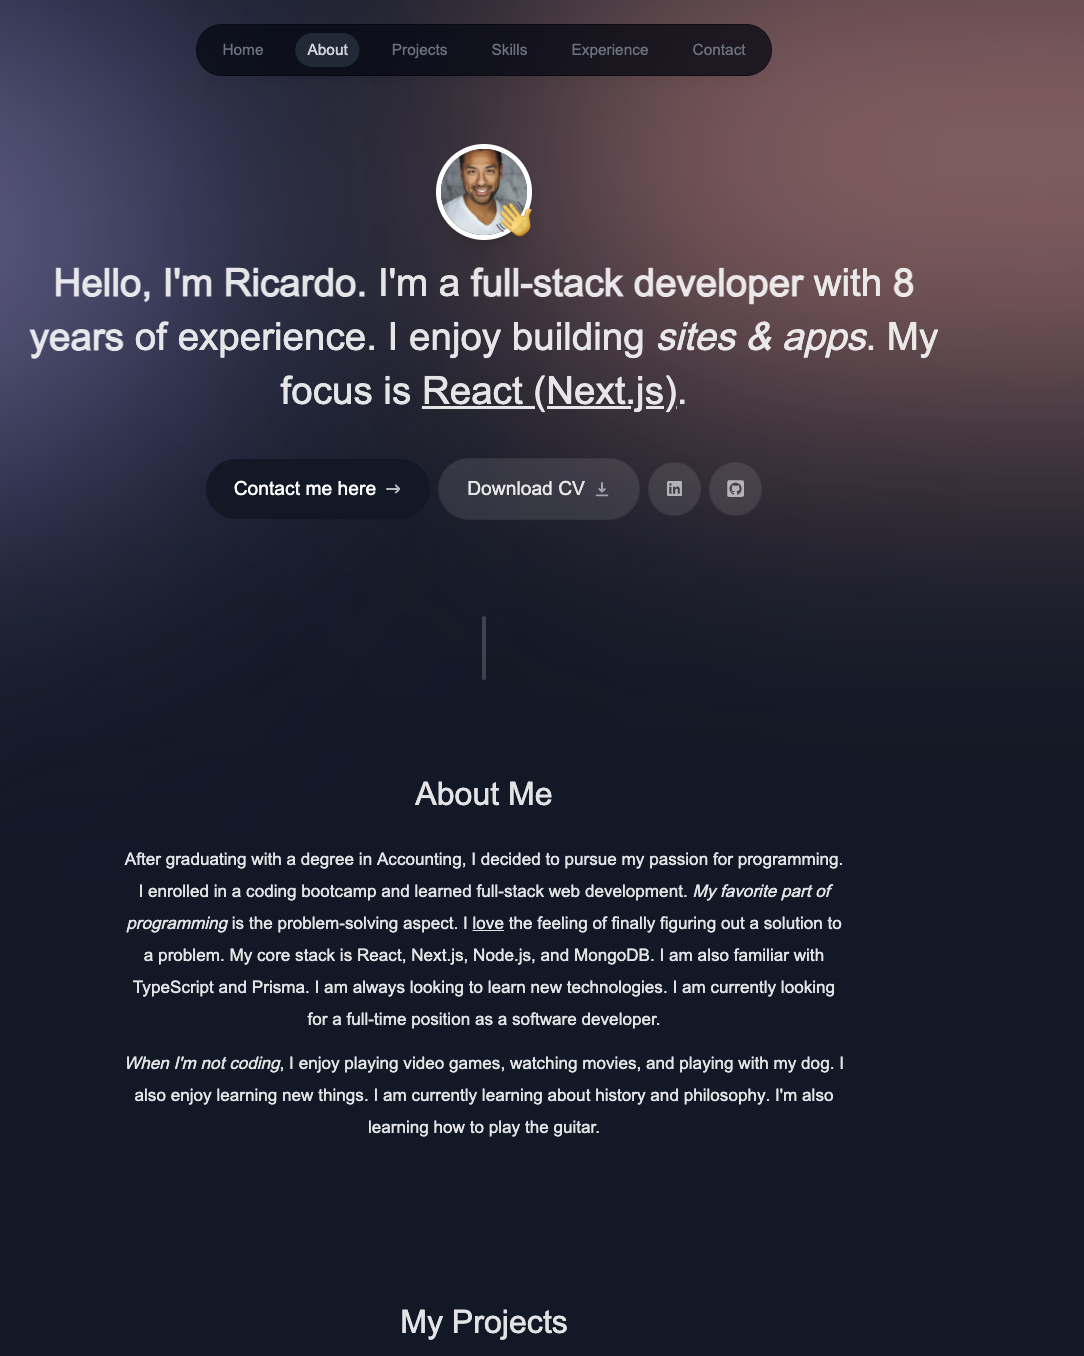 Home About Projects Skills Experience Contact
Hello, I'm Ricardo. I'm a full-stack developer with 8
years of experience. I enjoy building sites & apps. My
focus is React (Next.js).
Contact me here → Download CV in
About Me
After graduating with a degree in Accounting, I decided to pursue my passion for programming.
I enrolled in a coding bootcamp and learned full-stack web development. My favorite part of
programming is the problem-solving aspect. I love the feeling of finally figuring out a solution to
a problem. My core stack is React, Next.js, Node.js, and MongoDB. I am also familiar with
TypeScript and Prisma. I am always looking to learn new technologies. I am currently looking
for a full-time position as a software developer.
When I'm not coding, I enjoy playing video games, watching movies, and playing with my dog. I
also enjoy learning new things. I am currently learning about history and philosophy. I'm also
learning how to play the guitar.
My Projects